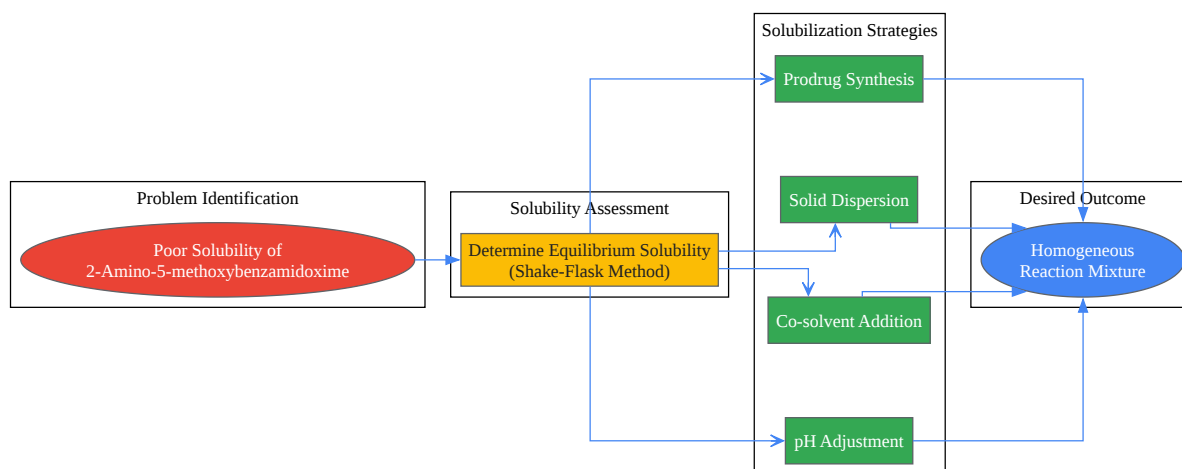 Problem Identification
Poor Solubility of
2-Amino-5-methoxybenzamidoxime
Solubility Assessment
Determine Equilibrium Solubility
(Shake-Flask Method)
Solubilization Strategies
Prodrug Synthesis
Solid Dispersion
Co-solvent Addition
pH Adjustment
Desired Outcome
Homogeneous
Reaction Mixture